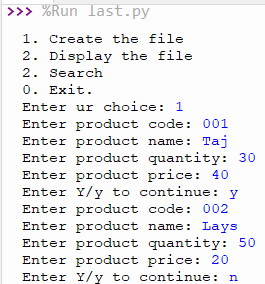 >>> %Run last.py
1. Create the file
2. Display the file
2. Search
0. Exit.
Enter ur choice: 1
Enter product code: 001
Enter product name: Taj
Enter product quantity: 30
Enter product price: 40
Enter Y/y to continue: y
Enter product code: 002
Enter product name: Lays
Enter product quantity: 50
Enter product price: 20
Enter Y/y to continue: n